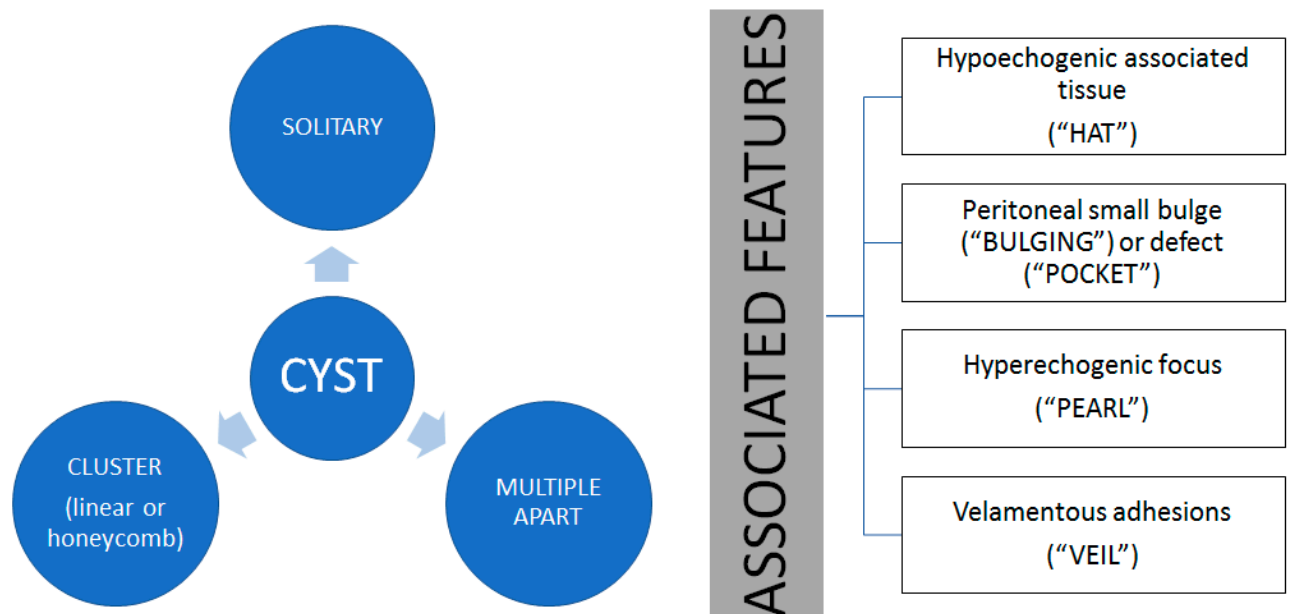 SOLITARY
CYST
CLUSTER
(linear or
honeycomb)
MULTIPLE
APART
ASSOCIATED FEATURES
Hypoechogenic associated
tissue
(“HAT”)
Peritoneal small bulge
(“BULGING”) or defect
(“POCKET”)
Hyperechogenic focus
(“PEARL”)
Velamentous adhesions
(“VEIL”)